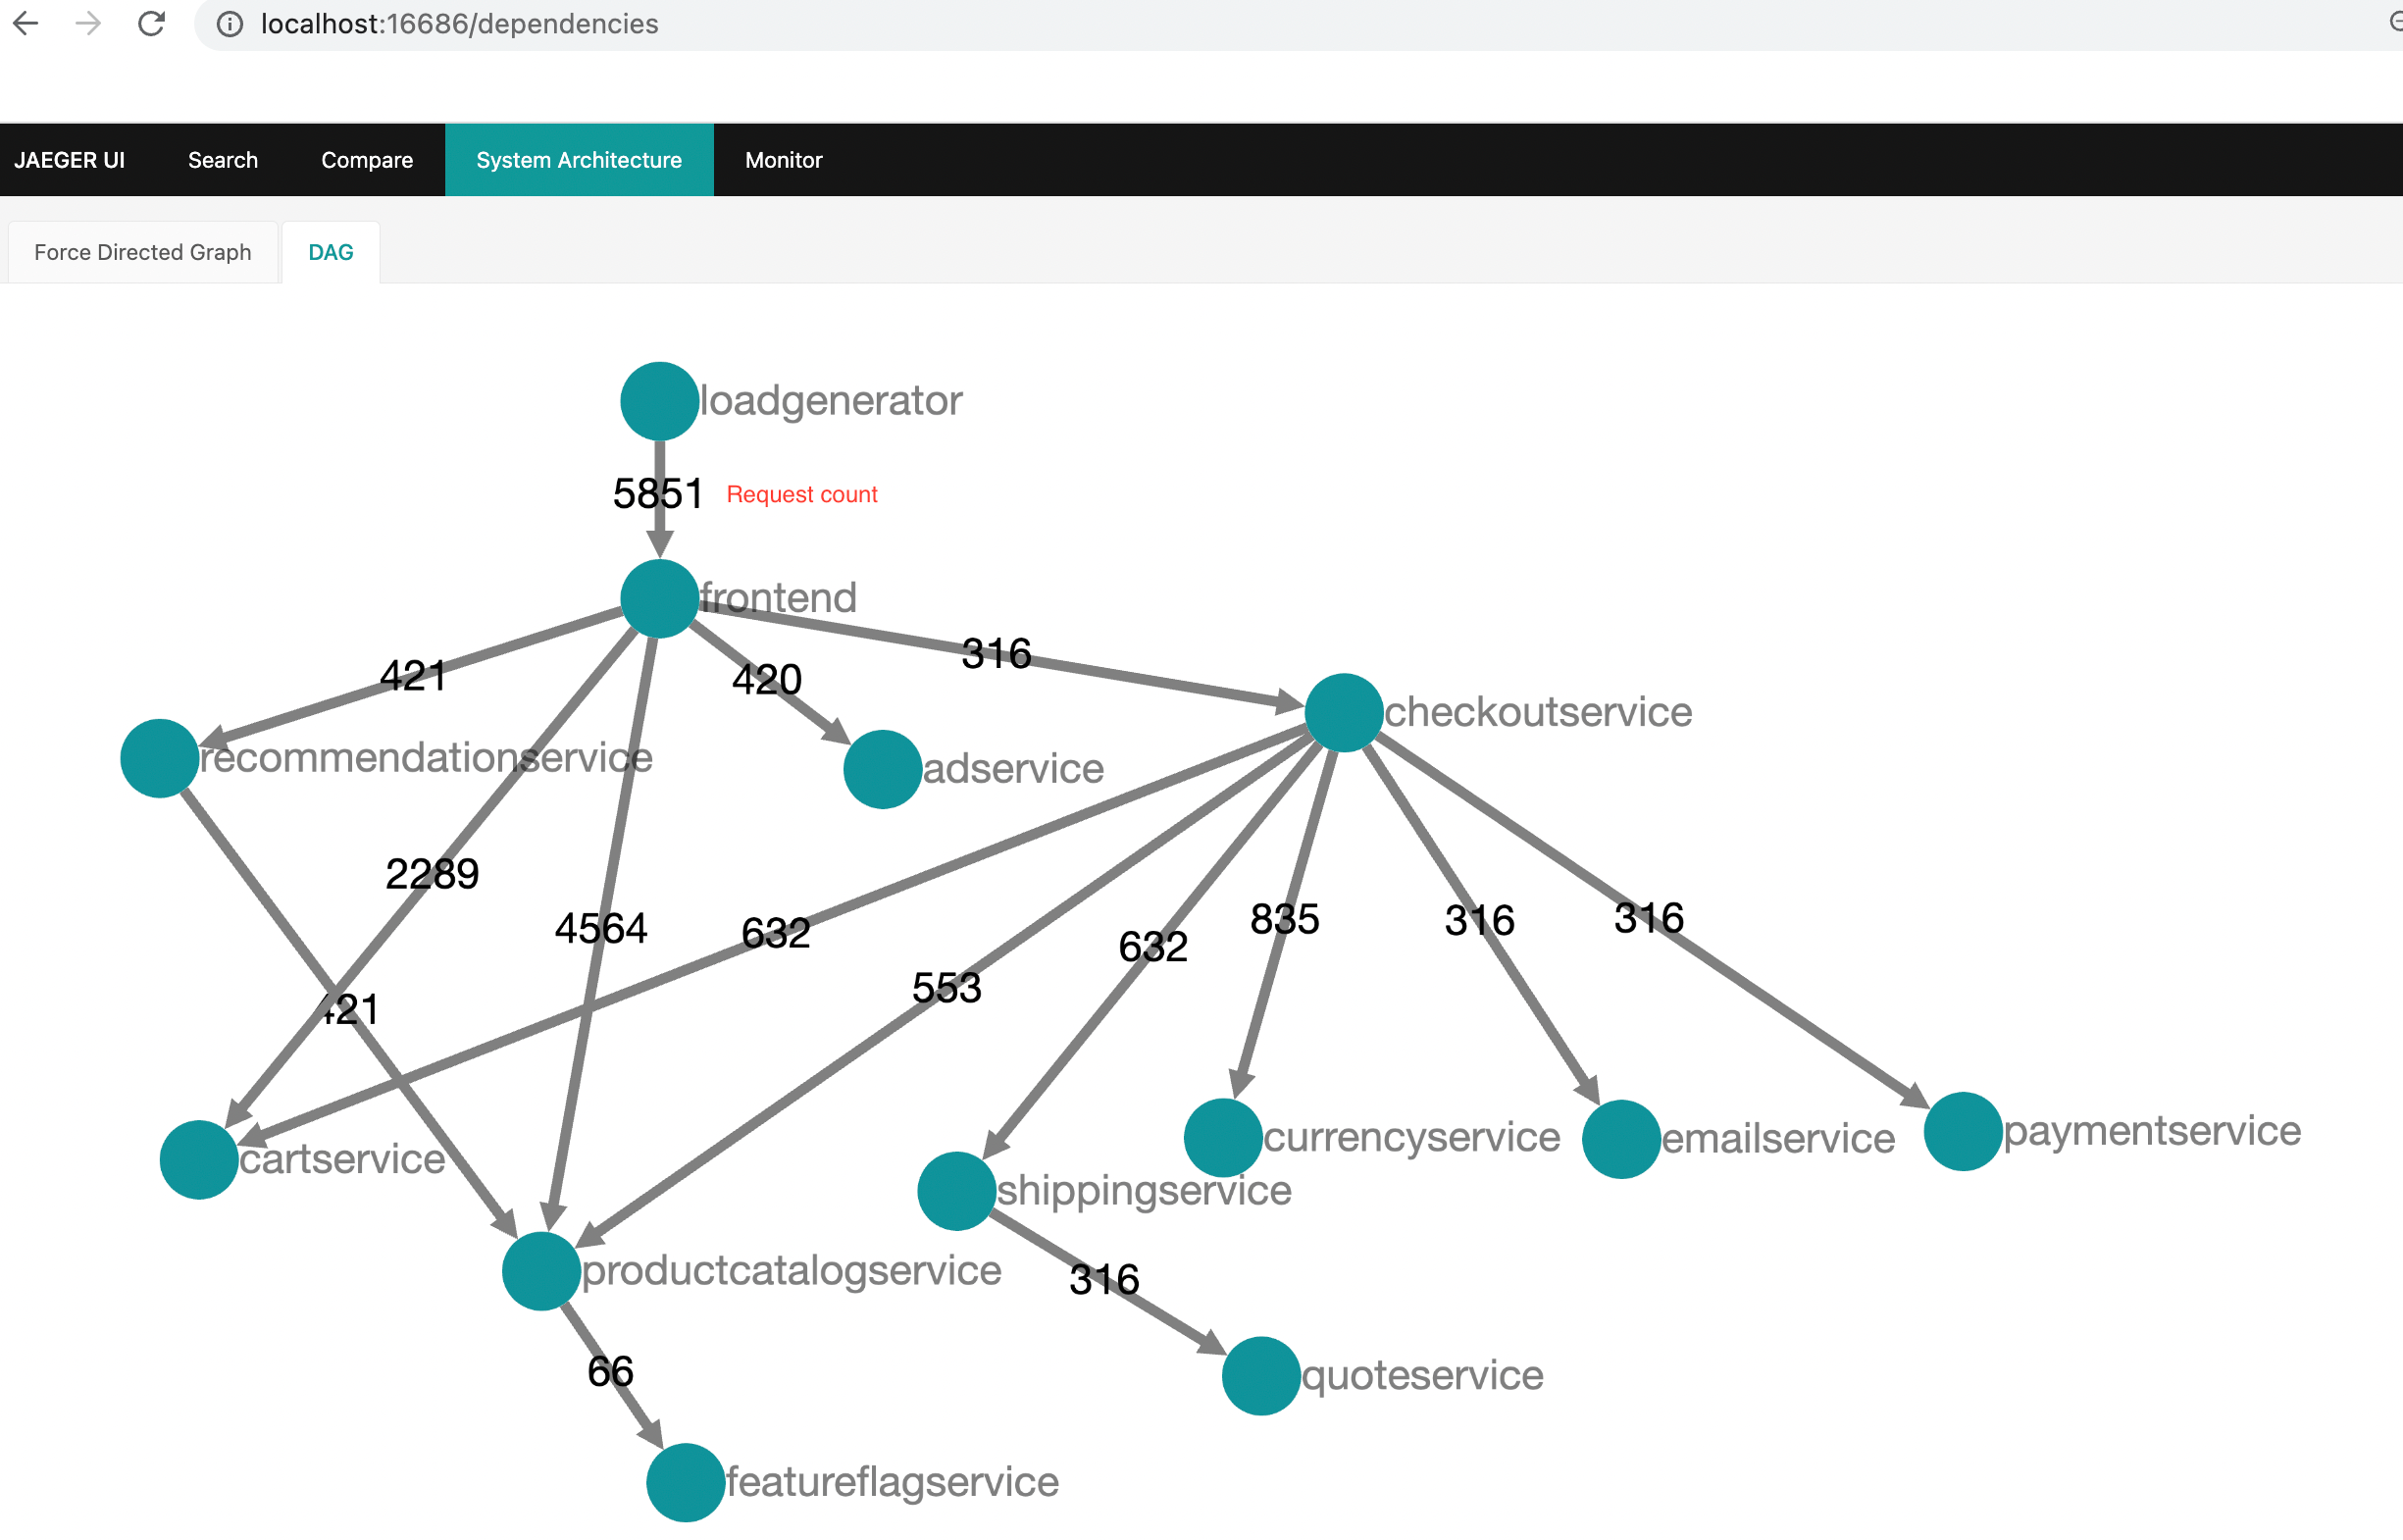 localhost:16686/dependencies
JAEGER UI Search Compare System Architecture Monitor
Force Directed Graph DAG
loadgenerator
5851 Request count
frontend
316
421
420
checkoutservice
recommendationservice
adservice
2289
4564
632
632
835
316
316
553
421
cartservice
currencyservice
emailservice
paymentservice
shippingservice
productcatalogservice
316
66
quoteservice
featureflagservice